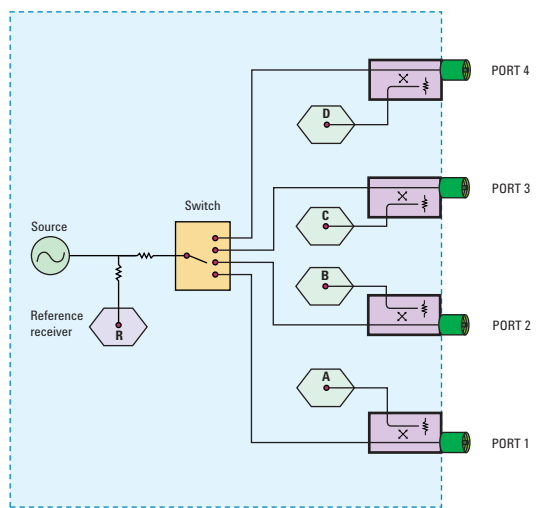 PORT 4
D
PORT 3
Switch
C
Source
B
Reference
receiver
R
PORT 2
A
PORT 1